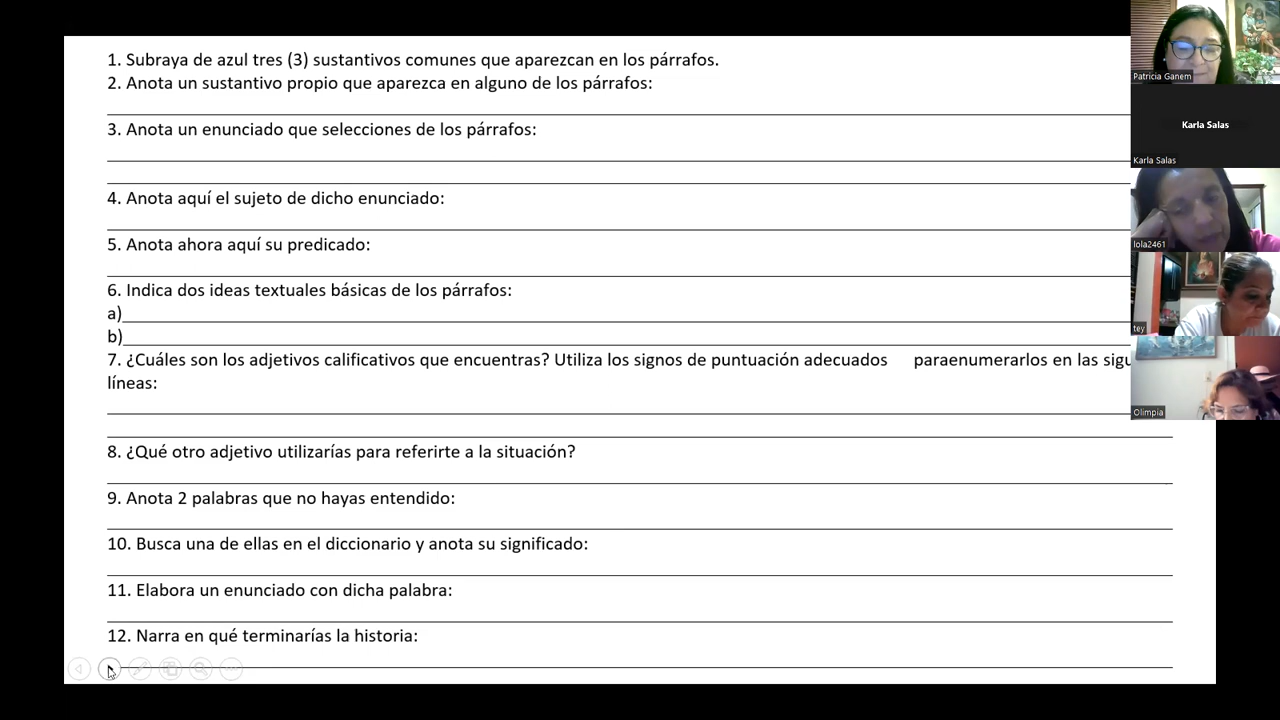 1. Subraya de azul tres (3) sustantivos comunes que aparezcan en los párrafos.
2. Anota un sustantivo propio que aparezca en alguno de los párrafos:
3. Anota un enunciado que selecciones de los párrafos:
4. Anota aquí el sujeto de dicho enunciado:
5. Anota ahora aquí su predicado:
6. Indica dos ideas textuales básicas de los párrafos:
a)
b)
7. ¿Cuáles son los adjetivos calificativos que encuentras? Utiliza los signos de puntuación adecuados paraenumerarlos en las sigu
líneas:
8. ¿Qué otro adjetivo utilizarías para referirte a la situación?
9. Anota 2 palabras que no hayas entendido:
10. Busca una de ellas en el diccionario y anota su significado:
11. Elabora un enunciado con dicha palabra:
12. Narra en qué terminarías la historia:
Patricia Ganem
Karla Salas
Karla Salas
lola2461
tey
Olimpia